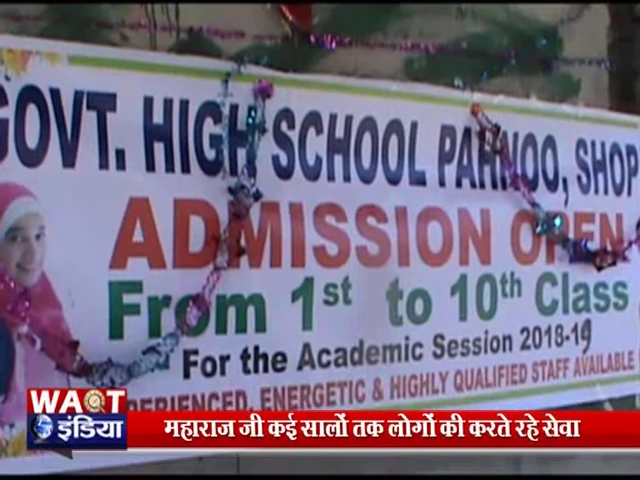 GOVT. HIGH SCHOOL PAHNOO, SHOP
ADMISSION OPEN
From 1st to 10th Class
For the Academic Session 2018-19
PERIENCED, ENERGETIC & HIGHLY QUALIFIED STAFF AVAILABLE
WAQT
इंडिया
महाराज जी कई सालों तक लोगों की करते रहे सेवा